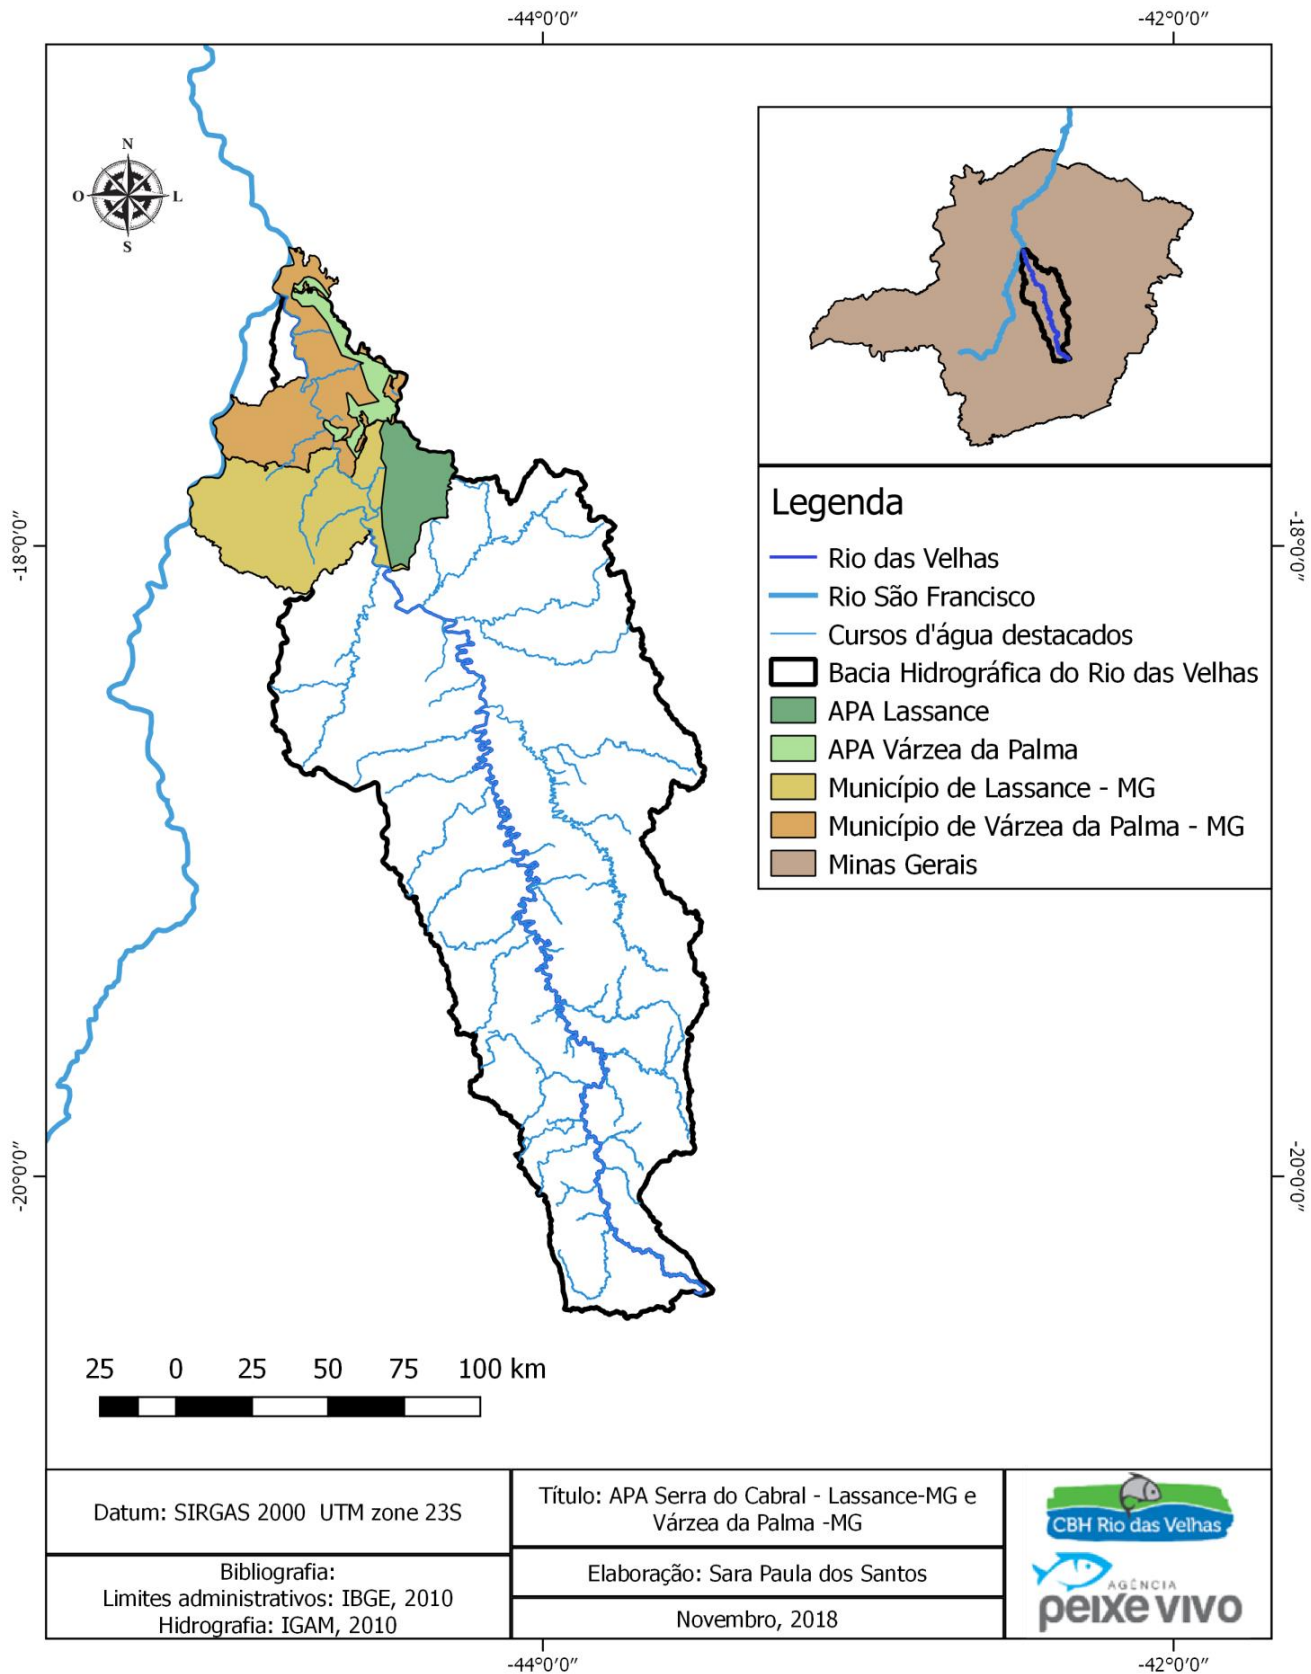 -44°0'0"
-42°0'0"
N
O
L
S
-18°0'0"
-18°0'0"
Legenda
Rio das Velhas
Rio São Francisco
Cursos d'água destacados
Bacia Hidrográfica do Rio das Velhas
APA Lassance
APA Várzea da Palma
Município de Lassance - MG
Município de Várzea da Palma - MG
Minas Gerais
-20°0'0"
-20°0'0"
25 0 25 50 75 100 km
Datum: SIRGAS 2000 UTM zone 23S
Bibliografia:
Limites administrativos: IBGE, 2010
Hidrografia: IGAM, 2010
Título: APA Serra do Cabral - Lassance-MG e
Várzea da Palma -MG
Elaboração: Sara Paula dos Santos
Novembro, 2018
CBH Rio das Velhas
AGÊNCIA
peixe vivo
-44°0'0"
-42°0'0"